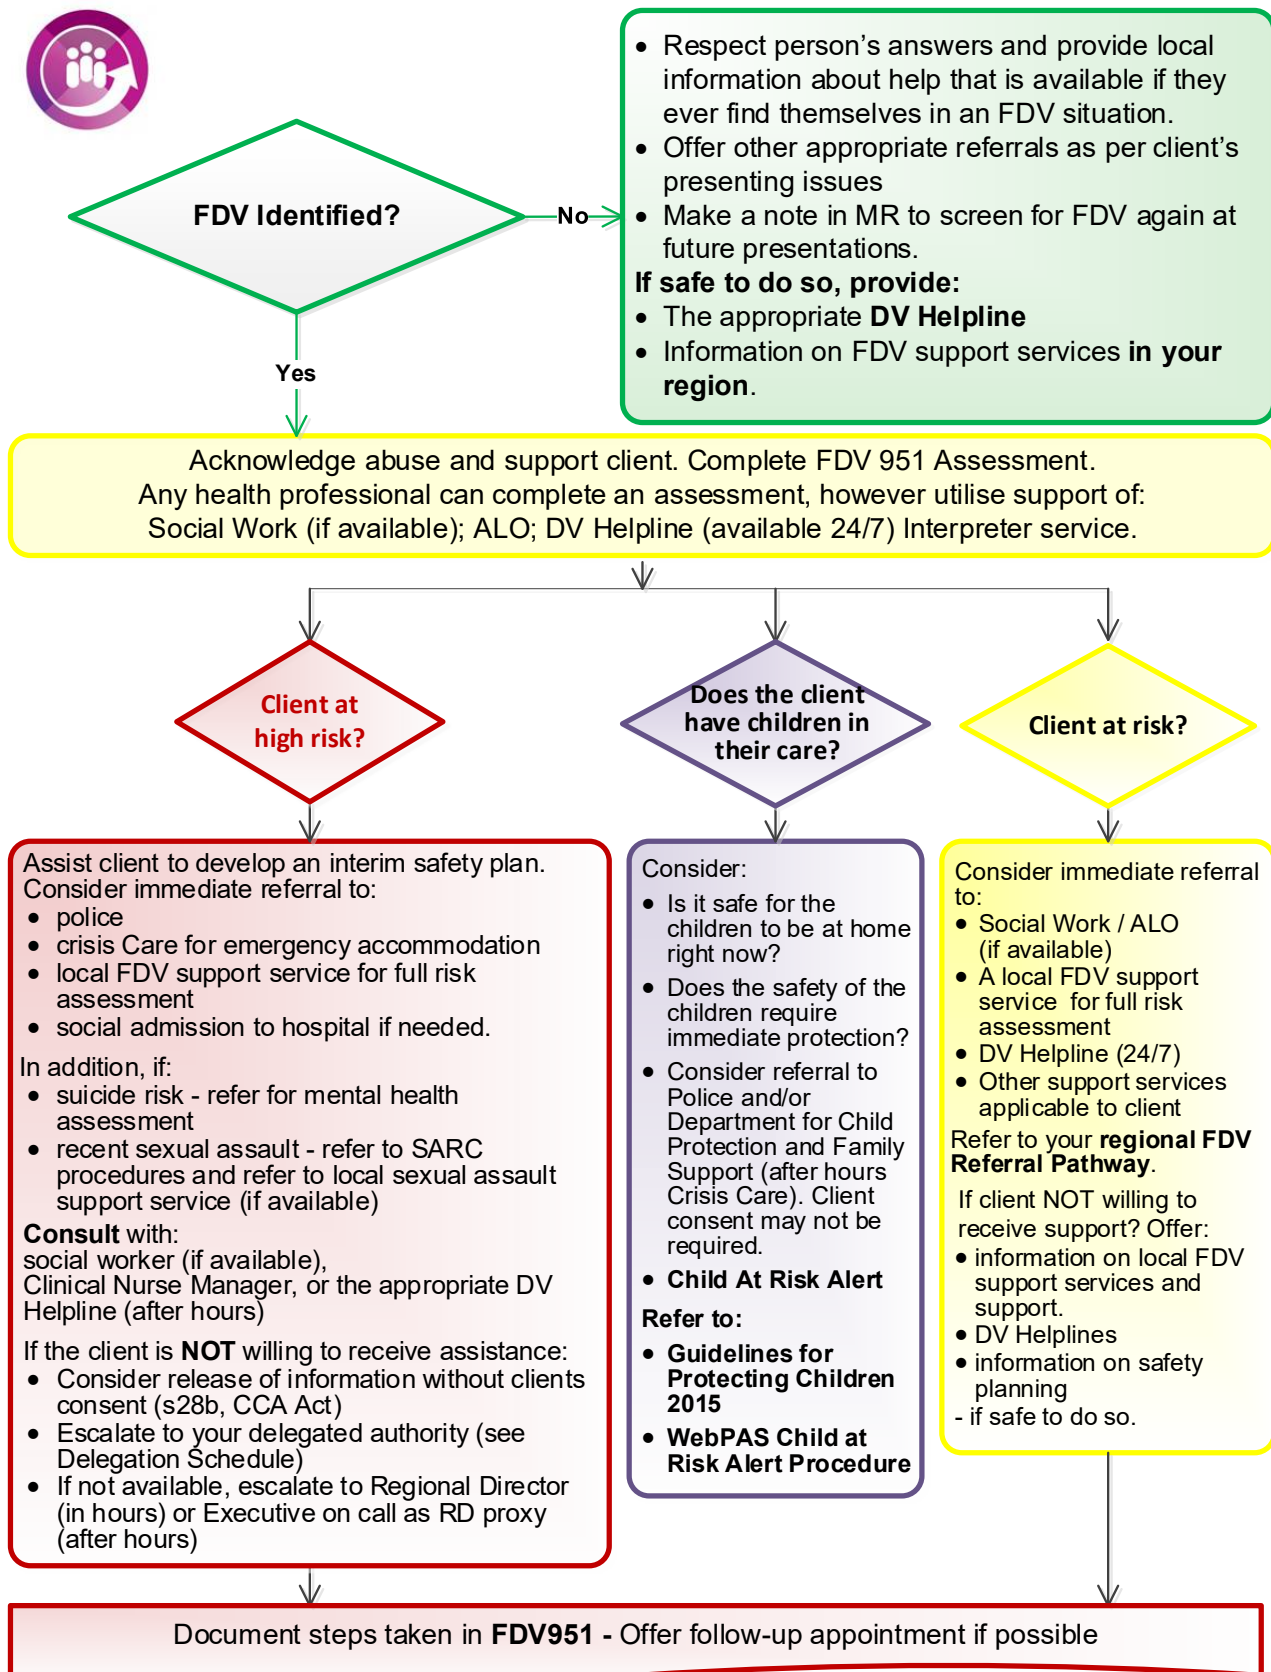 FDV Identified?
No
Yes
• Respect person's answers and provide local
information about help that is available if they
ever find themselves in an FDV situation.
• Offer other appropriate referrals as per client's
presenting issues
• Make a note in MR to screen for FDV again at
future presentations.
If safe to do so, provide:
• The appropriate DV Helpline
• Information on FDV support services in your
region.
Acknowledge abuse and support client. Complete FDV 951 Assessment.
Any health professional can complete an assessment, however utilise support of:
Social Work (if available); ALO; DV Helpline (available 24/7) Interpreter service.
Client at
high risk?
Does the client
have children in
their care?
Client at risk?
Assist client to develop an interim safety plan.
Consider immediate referral to:
• police
• crisis Care for emergency accommodation
• local FDV support service for full risk
assessment
• social admission to hospital if needed.
In addition, if:
• suicide risk - refer for mental health
assessment
• recent sexual assault - refer to SARC
procedures and refer to local sexual assault
support service (if available)
Consult with:
social worker (if available),
Clinical Nurse Manager, or the appropriate DV
Helpline (after hours)
If the client is NOT willing to receive assistance:
• Consider release of information without clients
consent (s28b, CCA Act)
• Escalate to your delegated authority (see
Delegation Schedule)
• If not available, escalate to Regional Director
(in hours) or Executive on call as RD proxy
(after hours)
Consider:
• Is it safe for the
children to be at home
right now?
• Does the safety of the
children require
immediate protection?
• Consider referral to
Police and/or
Department for Child
Protection and Family
Support (after hours
Crisis Care). Client
consent may not be
required.
• Child At Risk Alert
Refer to:
• Guidelines for
Protecting Children
2015
• WebPAS Child at
Risk Alert Procedure
Consider immediate referral
to:
• Social Work / ALO
(if available)
• A local FDV support
service for full risk
assessment
• DV Helpline (24/7)
• Other support services
applicable to client
Refer to your regional FDV
Referral Pathway.
If client NOT willing to
receive support? Offer:
• information on local FDV
support services and
support.
• DV Helplines
• information on safety
planning
- if safe to do so.
Document steps taken in FDV951 - Offer follow-up appointment if possible